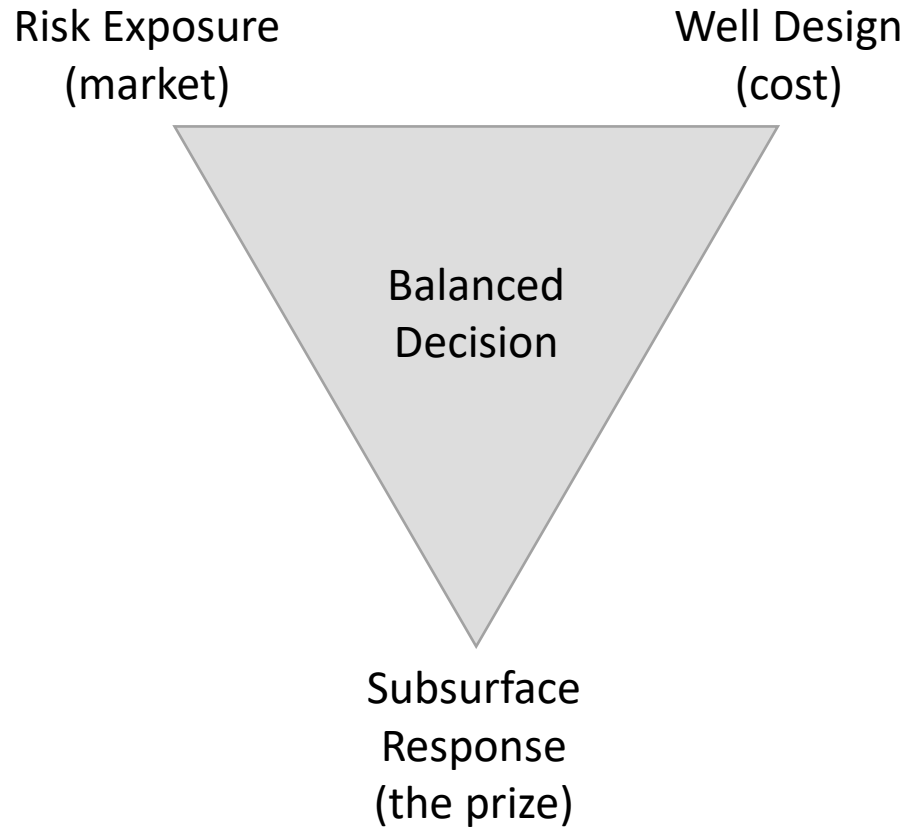 Risk Exposure
(market)
Well Design
(cost)
Balanced
Decision
Subsurface
Response
(the prize)